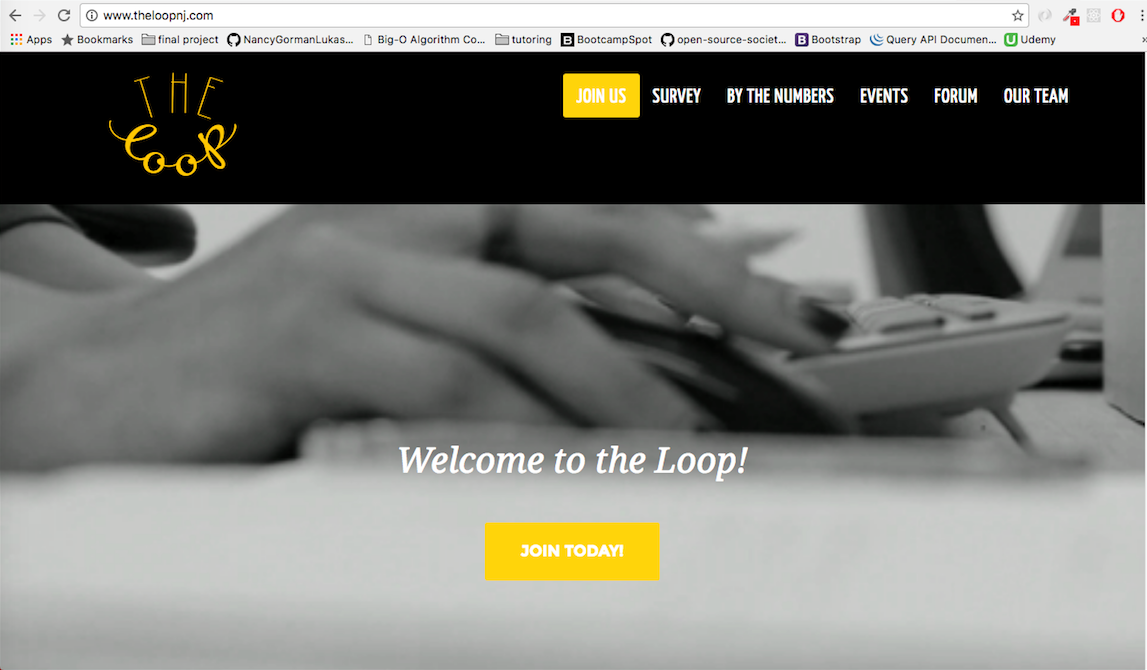 www.theloopnj.com
Apps Bookmarks final project NancyGormanLukas... Big-O Algorithm Co... tutoring BootcampSpot open-source-societ... Bootstrap Query API Documen... Udemy
THE
Loop
JOIN US SURVEY BY THE NUMBERS EVENTS FORUM OUR TEAM
Welcome to the Loop!
JOIN TODAY!